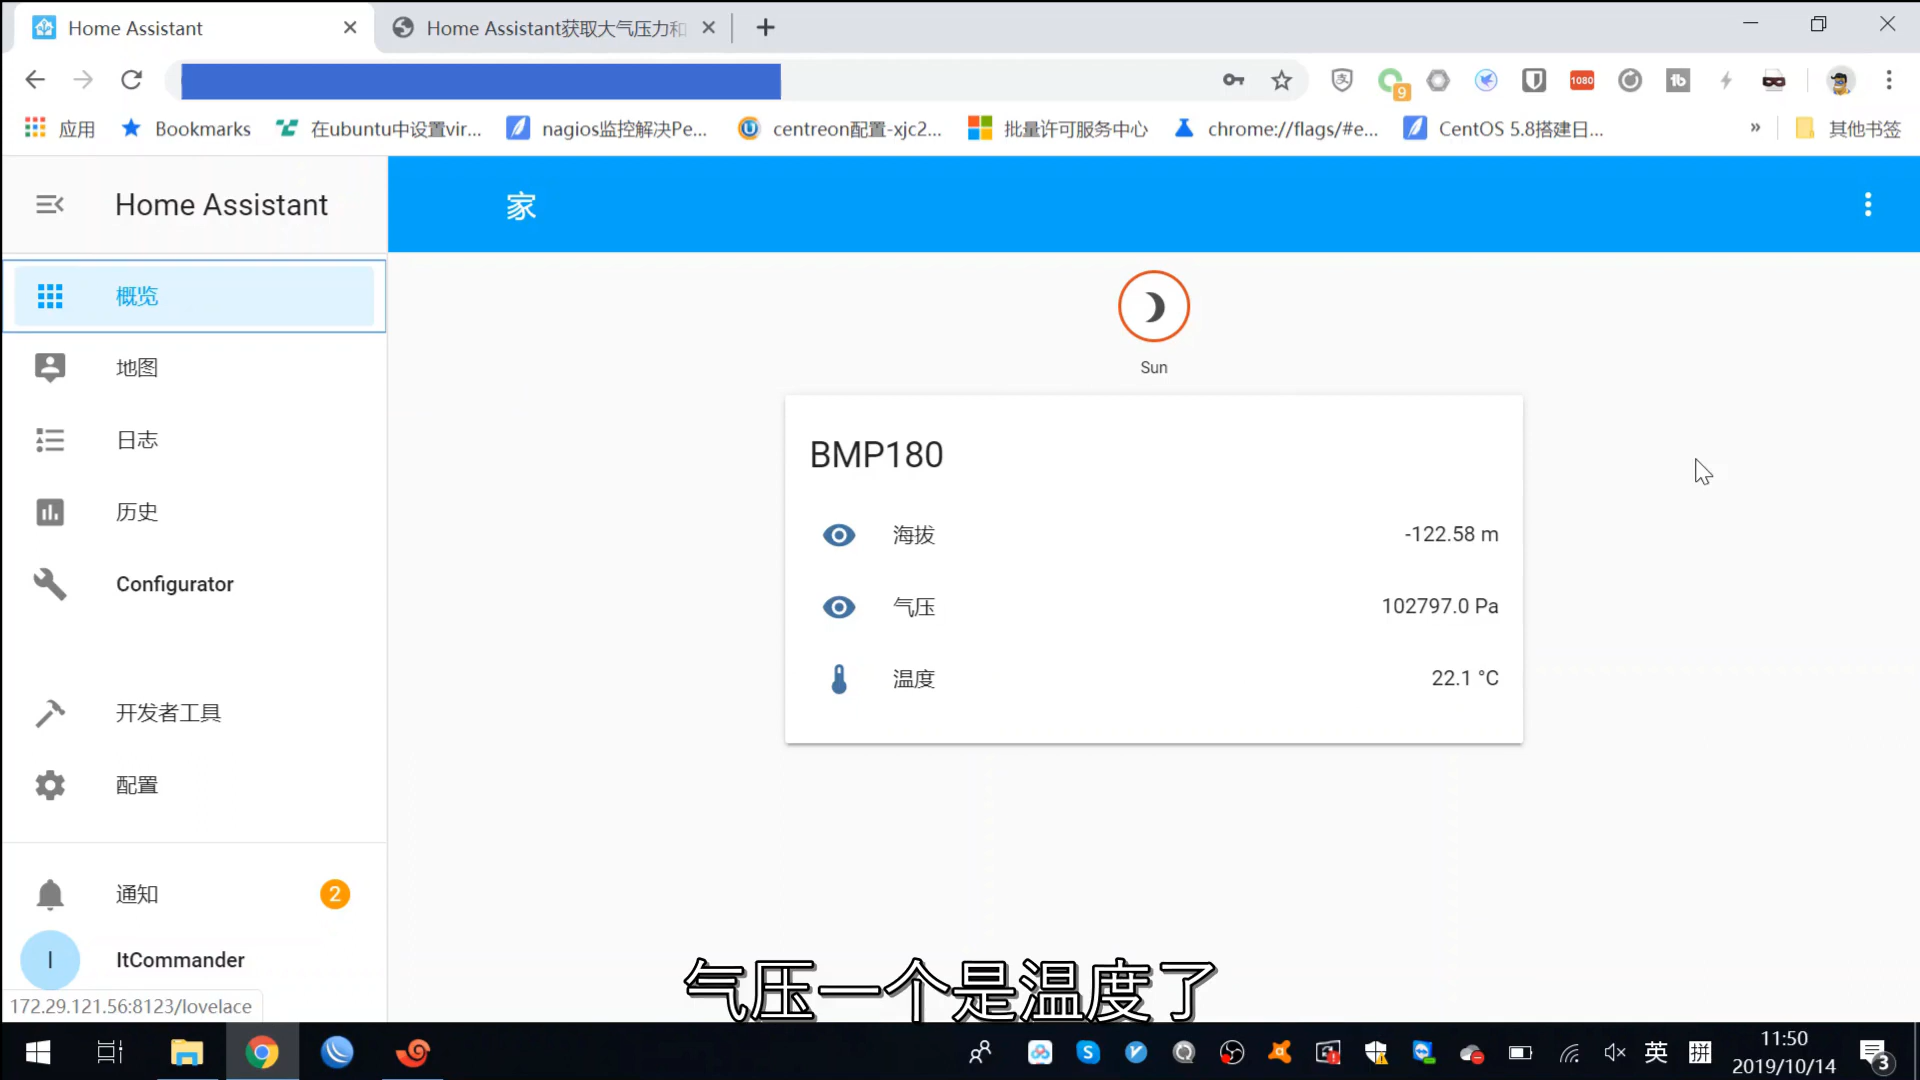 Home Assistant
Home Assistant获取大气压力和
9
1080
应用
Bookmarks
在ubuntu中设置vir...
nagios监控解决Pe...
centreon配置-xjc2...
批量许可服务中心
chrome://flags/#e...
CentOS 5.8搭建日...
»
其他书签
Home Assistant
家
概览
地图
日志
历史
Configurator
开发者工具
配置
通知
2
I
ItCommander
172.29.121.56:8123/lovelace
Sun
BMP180
海拔
-122.58 m
气压
102797.0 Pa
温度
22.1 °C
气压一个是温度了
英
拼
11:50
2019/10/14
3